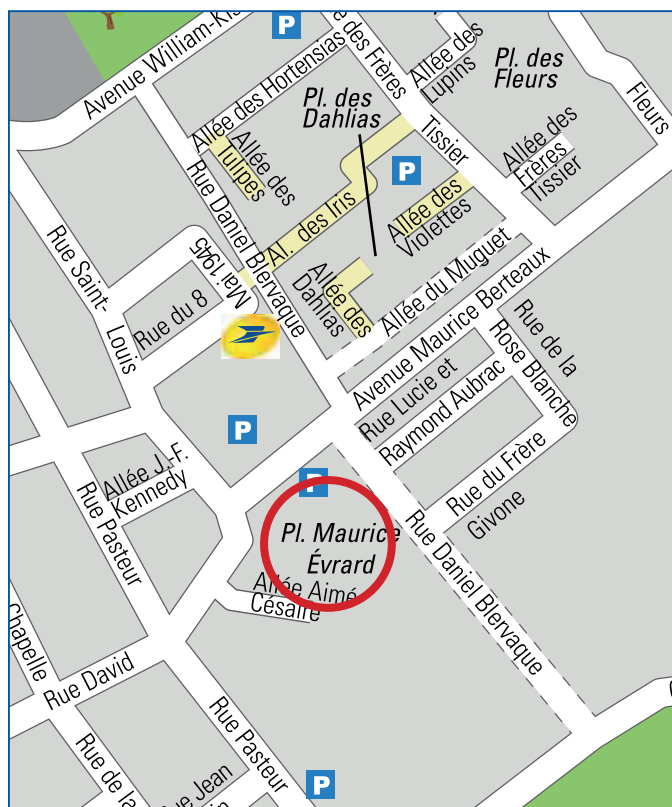 P
Avenue William-Ki
e des Frères
Tissier
Allée des
Lupins
Pl. des
Fleurs
Fleurs
Allée des Hortensias
Pl. des
Dahlias
Allée des
Tulipes
Allée des
Frères
Tissier
P
Rue Daniel Blervaque
Al. des Iris
Allée des
Violettes
Rue Saint-
Louis
Rue du 8
Mai 1945
Allée des
Dahlias
Allée du Muguet
Avenue Maurice Berteaux
Rue de la
Rose Blanche
Rue Lucie et
Raymond Aubrac
P
Allée J.-F.
Kennedy
P
Rue du Frère
Givone
Rue Pasteur
Pl. Maurice
Évrard
Allée Aimé
Césaire
Rue Daniel Blervaque
Chapelle
Rue David
Rue Pasteur
Rue de la
Rue Jean
P